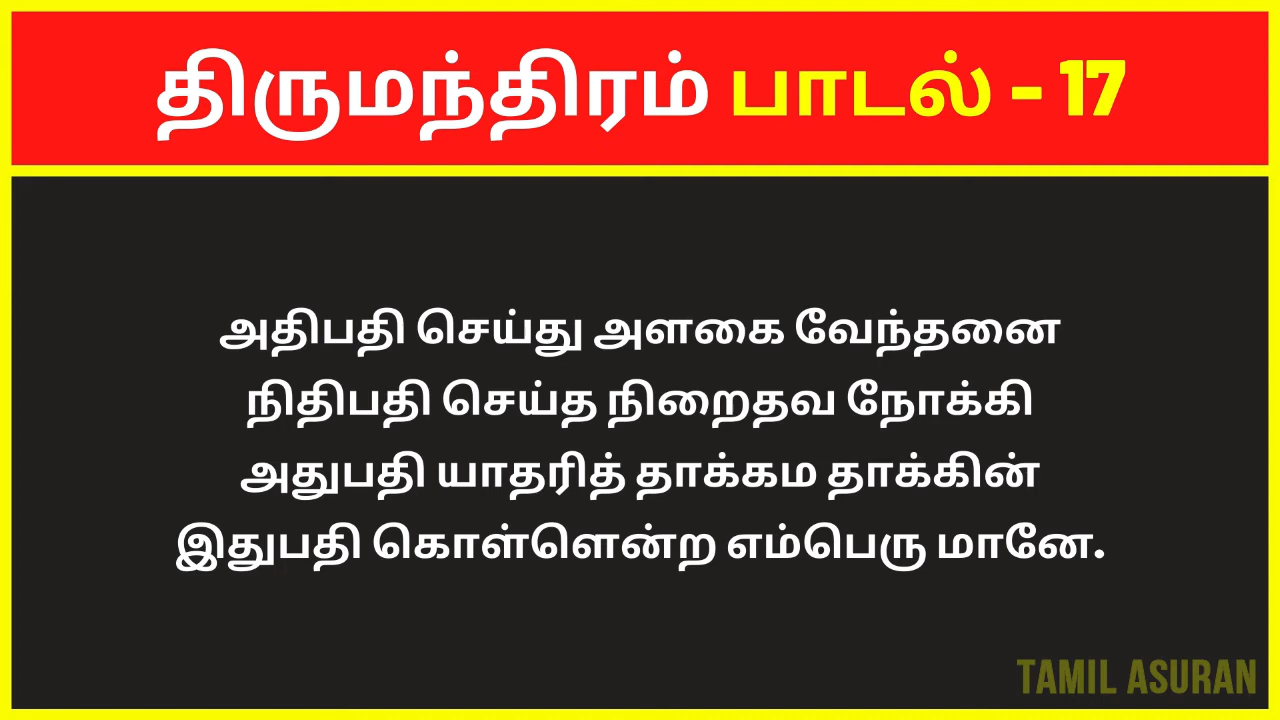 திருமந்திரம் பாடல் - 17
அதிபதி செய்து அளகை வேந்தனை
நிதிபதி செய்த நிறைதவ நோக்கி
அதுபதி யாதரித் தாக்கம தாக்கின்
இதுபதி கொள்ளென்ற எம்பெரு மானே.
TAMIL ASURAN